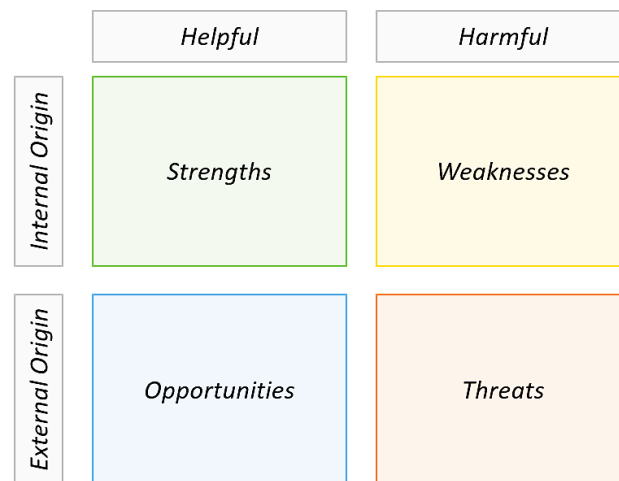 Helpful
Harmful
Internal Origin
Strengths
Weaknesses
External Origin
Opportunities
Threats